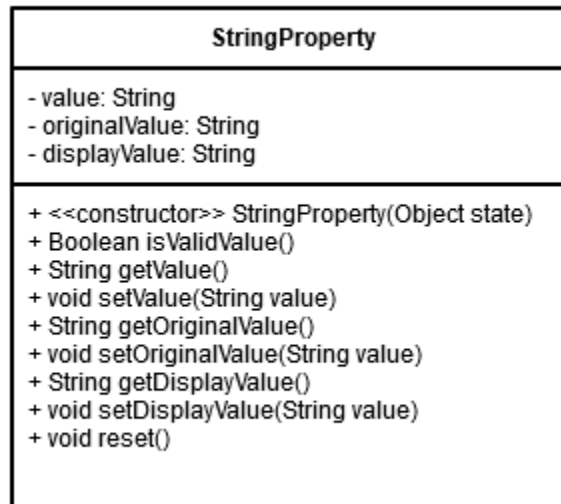 StringProperty
- value: String
- originalValue: String
- displayValue: String
+ <<constructor>> StringProperty(Object state)
+ Boolean isValidValue()
+ String getValue()
+ void setValue(String value)
+ String getOriginalValue()
+ void setOriginalValue(String value)
+ String getDisplayValue()
+ void setDisplayValue(String value)
+ void reset()